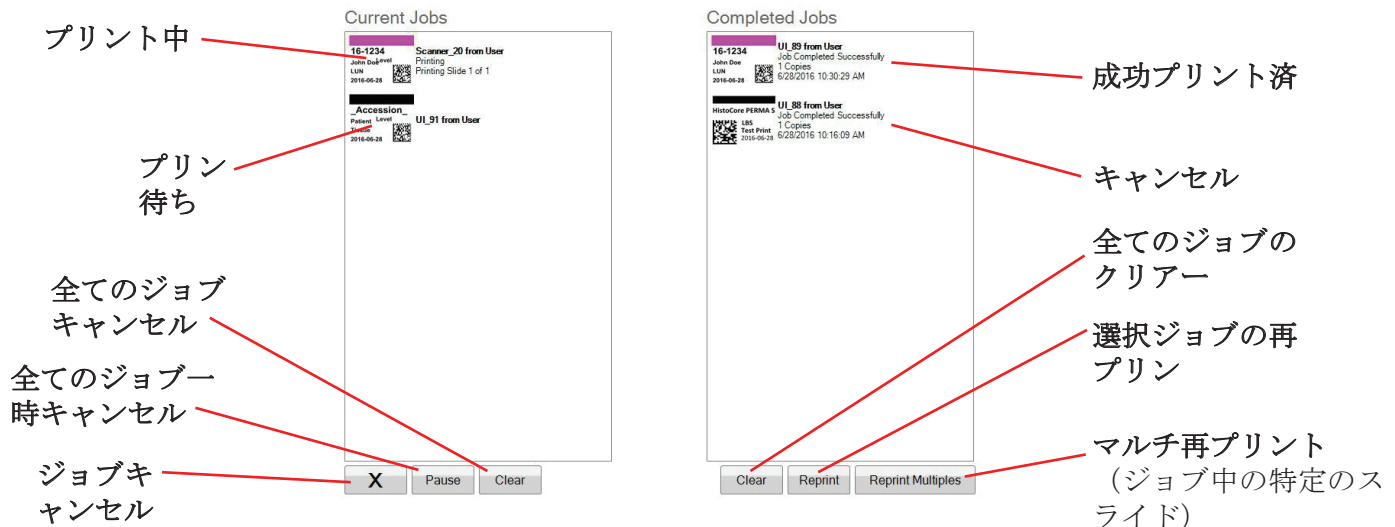 Current Jobs
プリント中
16-1234
Level
John Doe
LUN
2016-06-28
Scanner_20 from User
Printing
Printing Slide 1 of 1
_Accession_
Patient Level
Tissue
2016-06-28
UI_91 from User
プリン
待ち
全てのジョブ
キャンセル
全てのジョブ一
時キャンセル
ジョブキ
ャンセル
X
Pause
Clear
Completed Jobs
16-1234
John Doe
LUN
2016-06-28
UI_89 from User
Job Completed Successfully
1 Copies
6/28/2016 10:30:29 AM
成功プリント済
HistoCore PERMA S
LBS
Test Print
2016-06-28
UI_88 from User
Job Completed Successfully
1 Copies
6/28/2016 10:16:09 AM
キャンセル
全てのジョブの
クリアー
選択ジョブの再
プリン
マルチ再プリント
（ジョブ中の特定のス
ライド）
Clear
Reprint
Reprint Multiples